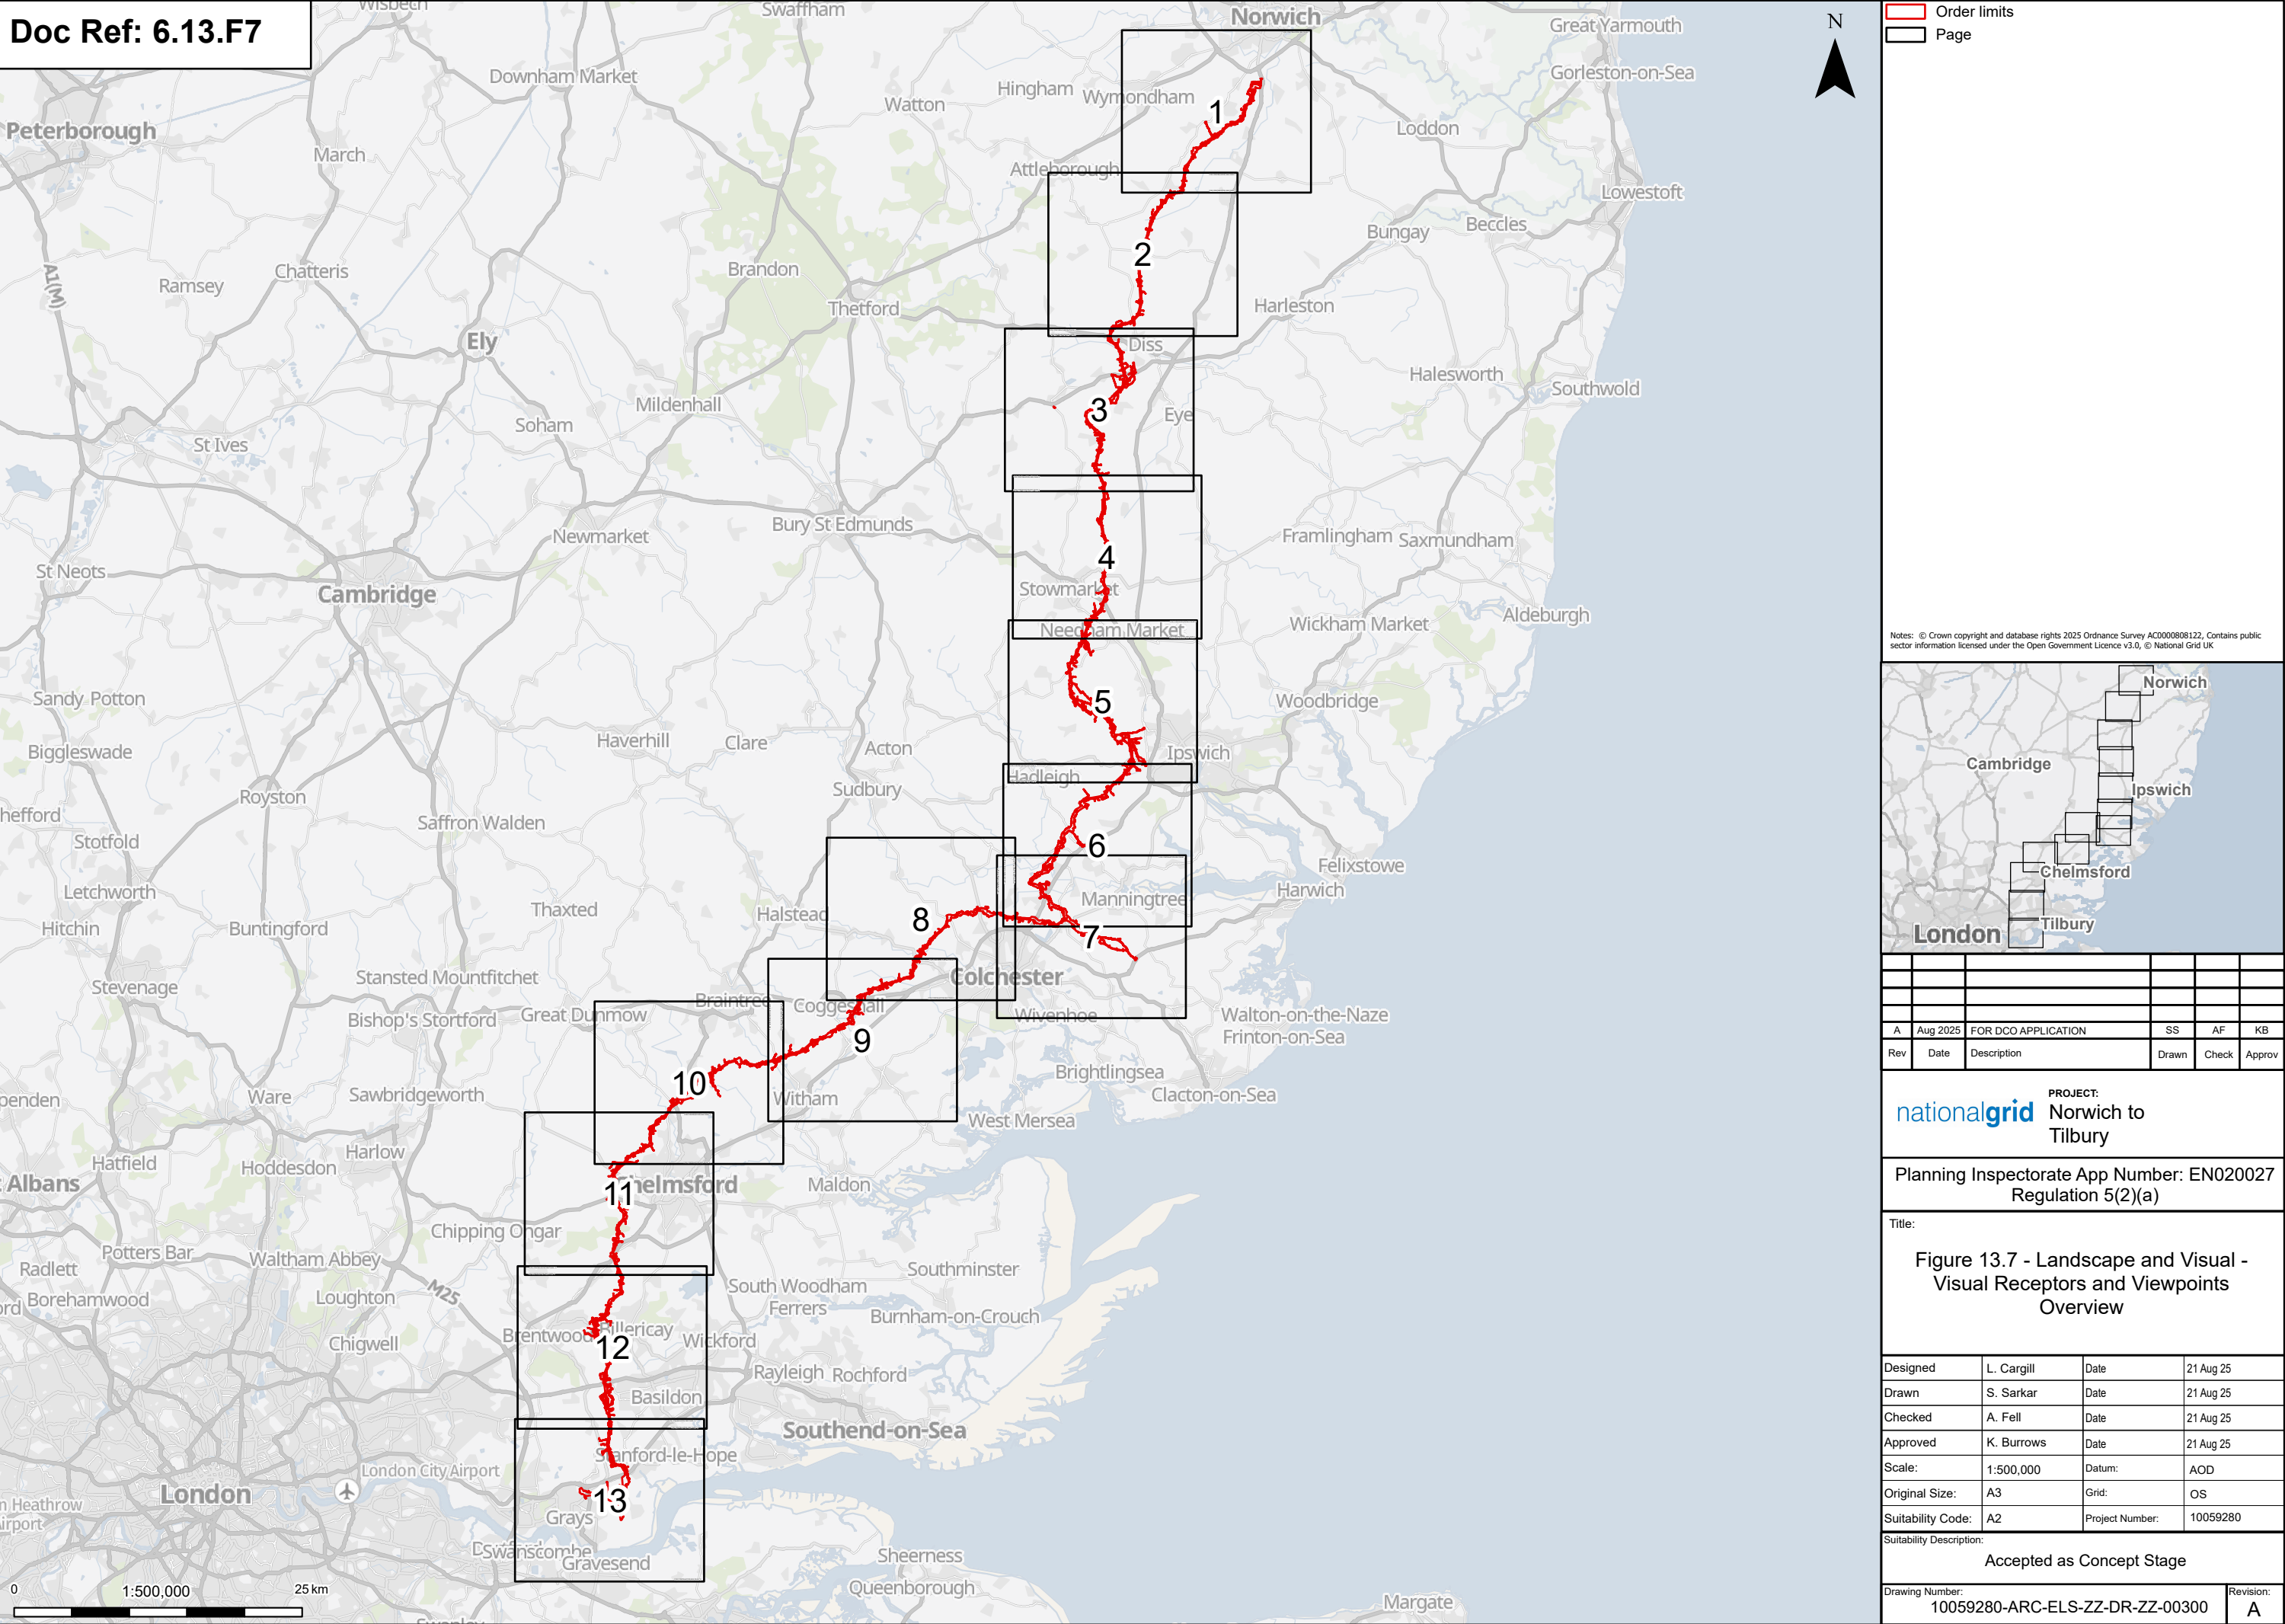 Doc Ref: 6.13.F7
Wisbech
Swaffham
Norwich
Great Yarmouth
N
Downham Market
Hingham
Wymondham
Watton
Gorleston-on-Sea
Peterborough
March
1
Loddon
Attleborough
Lowestoft
Beccles
Bungay
2
A1(M)
Chatteris
Ramsey
Brandon
Thetford
Harleston
Ely
Diss
Halesworth
Southwold
Mildenhall
3
Eye
Soham
St Ives
Bury St Edmunds
Newmarket
Framlingham
Saxmundham
4
St Neots
Cambridge
Stowmarket
Aldeburgh
Wickham Market
Needham Market
Sandy Potton
5
Woodbridge
Haverhill
Clare
Acton
Ipswich
Biggleswade
Hadleigh
Royston
Sudbury
hefford
Saffron Walden
Stotfold
6
Felixstowe
Harwich
Letchworth
Manningtree
Thaxted
Halstead
8
Hitchin
Buntingford
7
Colchester
Stansted Mountfitchet
Stevenage
Braintree
Coggeshall
Great Dunmow
Bishop's Stortford
Wivenhoe
Walton-on-the-Naze
Frinton-on-Sea
9
10
Brightlingsea
Ware
Sawbridgeworth
Witham
Clacton-on-Sea
penden
West Mersea
Harlow
Hatfield
Hoddesdon
Albans
11
helmsford
Maldon
Chipping Ongar
Potters Bar
Waltham Abbey
Radlett
Southminster
M25
South Woodham
Ferrers
Loughton
Borehamwood
Burnham-on-Crouch
Brentwood
Billericay
Wickford
Chigwell
12
Rayleigh
Rochford
Basildon
Southend-on-Sea
Stanford-le-Hope
London City Airport
London
n Heathrow
irport
13
Grays
Swanscombe
Gravesend
Sheerness
Queenborough
Margate
0
1:500,000
25 km
Order limits
Page
Notes: © Crown copyright and database rights 2025 Ordnance Survey AC0000808122, Contains public
sector information licensed under the Open Government Licence v3.0, © National Grid UK
Norwich
Cambridge
Ipswich
Chelmsford
Tilbury
London
A Aug 2025 FOR DCO APPLICATION SS AF KB
Rev Date Description Drawn Check Approv
nationalgrid
PROJECT:
Norwich to
Tilbury
Planning Inspectorate App Number: EN020027
Regulation 5(2)(a)
Title:
Figure 13.7 - Landscape and Visual -
Visual Receptors and Viewpoints
Overview
Designed L. Cargill Date 21 Aug 25
Drawn S. Sarkar Date 21 Aug 25
Checked A. Fell Date 21 Aug 25
Approved K. Burrows Date 21 Aug 25
Scale: 1:500,000 Datum: AOD
Original Size: A3 Grid: OS
Suitability Code: A2 Project Number: 10059280
Suitability Description:
Accepted as Concept Stage
Drawing Number:
10059280-ARC-ELS-ZZ-DR-ZZ-00300
Revision:
A